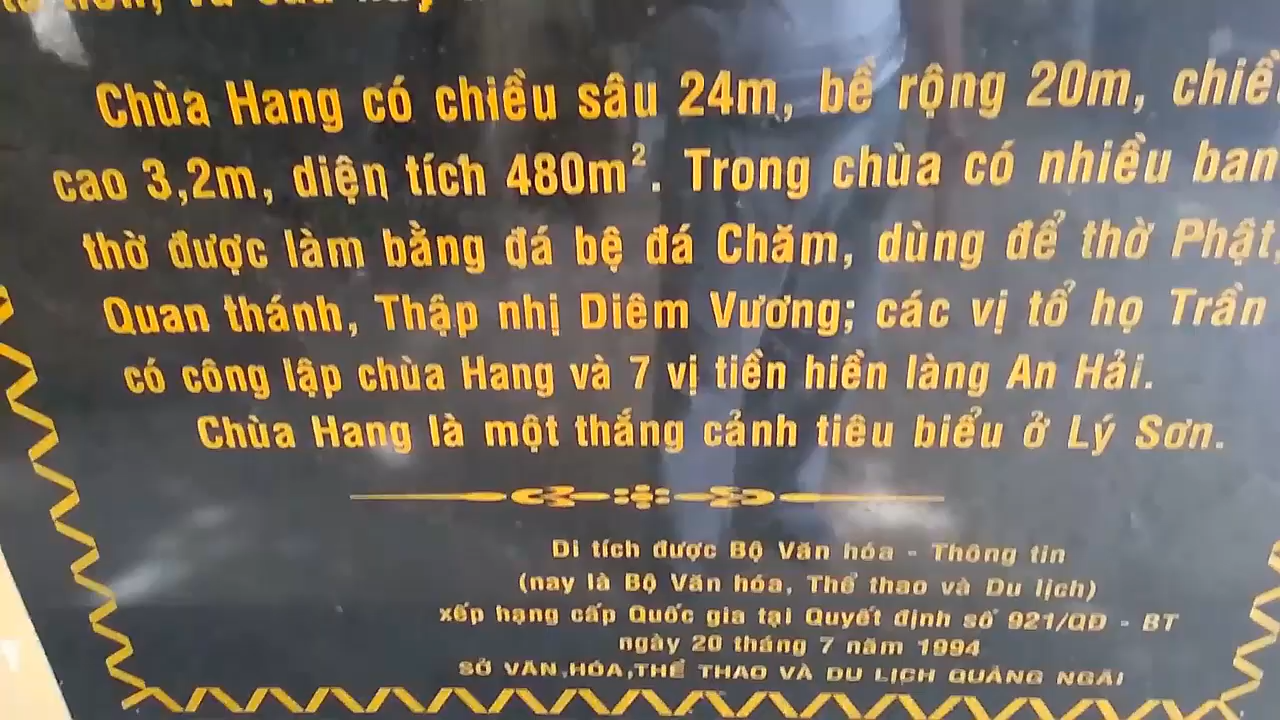 Chùa Hang có chiều sâu 24m, bề rộng 20m, chiề
cao 3,2m, diện tích 480m². Trong chùa có nhiều ban
thờ được làm bằng đá bệ đá Chăm, dùng để thờ Phật,
Quan thánh, Thập nhị Diêm Vương; các vị tổ họ Trần
có công lập chùa Hang và 7 vị tiền hiền làng An Hải.
Chùa Hang là một thắng cảnh tiêu biểu ở Lý Sơn.
Di tích được Bộ Văn hóa - Thông tin
(nay là Bộ Văn hóa, Thể thao và Du lịch)
xếp hạng cấp Quốc gia tại Quyết định số 921/QĐ - BT
ngày 20 tháng 7 năm 1994
SỞ VĂN,HÓA,THỂ THAO VÀ DU LỊCH QUẢNG NGÃI